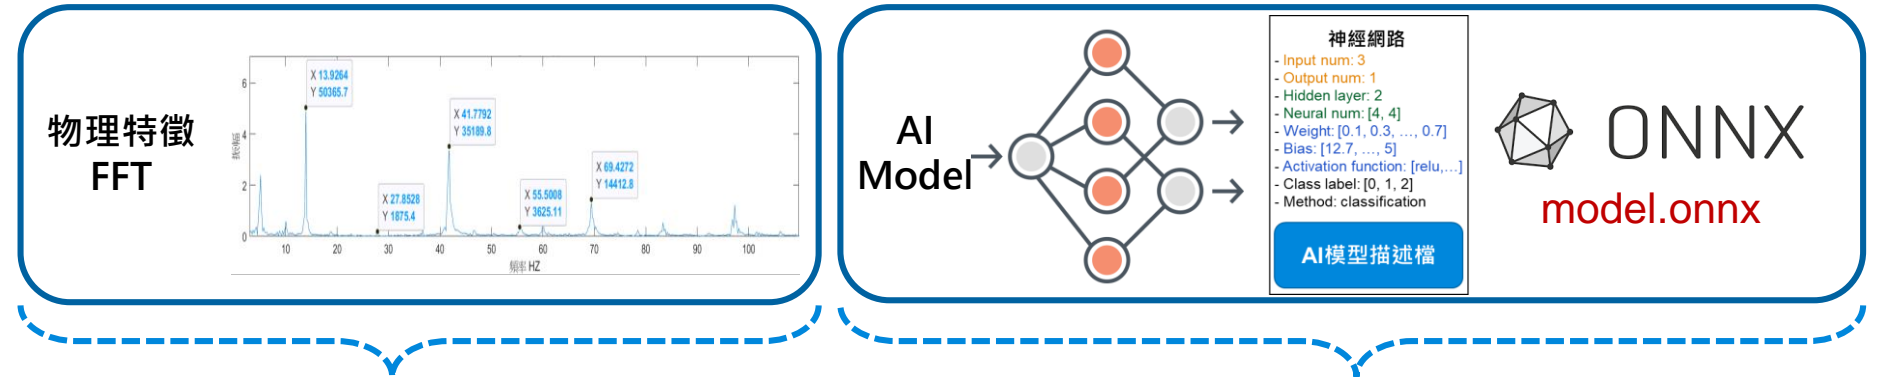 物理特徵
FFT
6
4
2
0
X 13.9264
Y 50365.7
X 27.8528
Y 1875.4
X 41.7792
Y 35189.8
X 55.5008
Y 3625.11
X 69.4272
Y 14412.8
10 20 30 40 50 60 70 80 90 100
頻率 HZ
AI
Model
神經網路
- Input num: 3
- Output num: 1
- Hidden layer: 2
- Neural num: [4, 4]
- Weight: [0.1, 0.3, …, 0.7]
- Bias: [12.7, …, 5]
- Activation function: [relu,…]
- Class label: [0, 1, 2]
- Method: classification
AI模型描述檔
ONNX
model.onnx